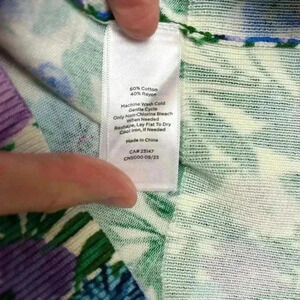 60% Cotton
40% Rayon
Machine Wash Cold
Gentle Cycle
Only Non-Chlorine Bleach
When Needed
Reshape, Lay Flat To Dry
Cool Iron, If Needed
Made In China
CA# 25147
CNS000 09/23